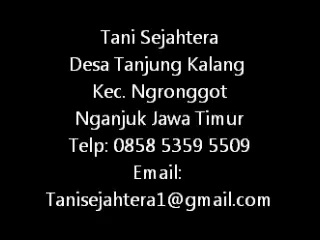 Tani Sejahtera
Desa Tanjung Kalang
Kec. Ngronggot
Nganjuk Jawa Timur
Telp: 0858 5359 5509
Email:
Tanisejahtera1@gmail.com